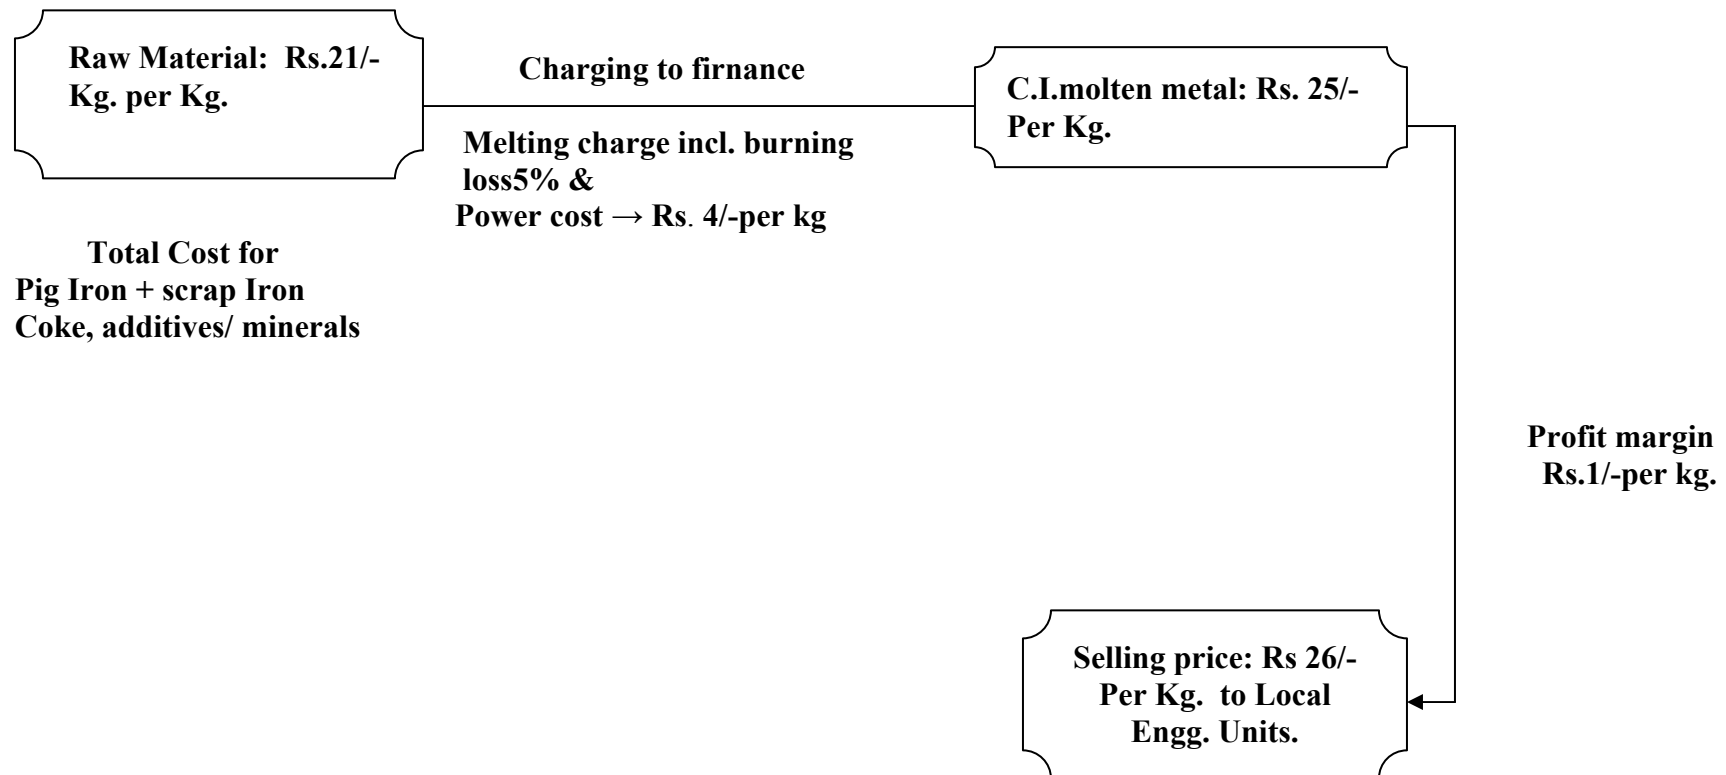 Raw Material: Rs.21/-
Kg. per Kg.
Charging to firnance
C.I.molten metal: Rs. 25/-
Per Kg.
Melting charge incl. burning
loss5% &
Power cost → Rs. 4/-per kg
Total Cost for
Pig Iron + scrap Iron
Coke, additives/ minerals
Profit margin
Rs.1/-per kg.
Selling price: Rs 26/-
Per Kg. to Local
Engg. Units.